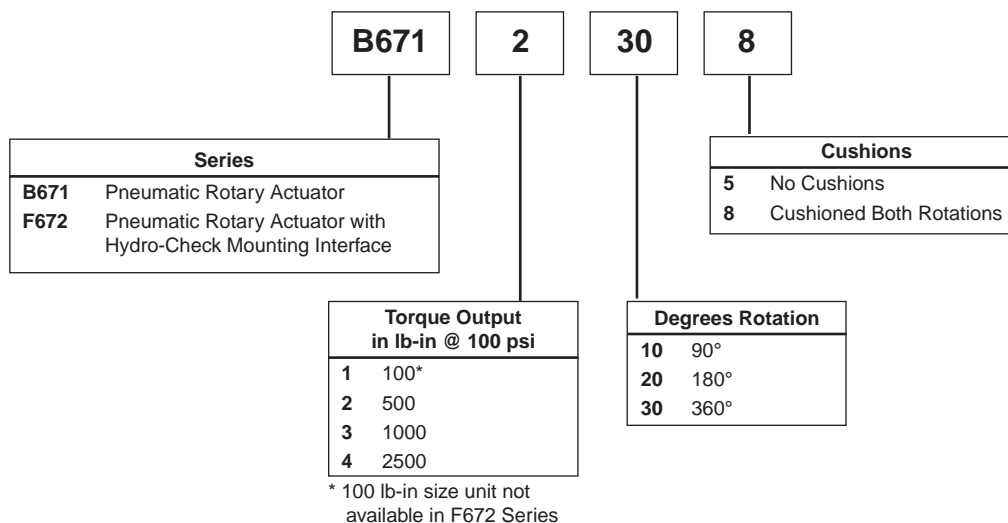 B671 2 30 8
Series
B671 Pneumatic Rotary Actuator
F672 Pneumatic Rotary Actuator with
Hydro-Check Mounting Interface
Cushions
5 No Cushions
8 Cushioned Both Rotations
Torque Output
in lb-in @ 100 psi
1 100*
2 500
3 1000
4 2500
* 100 lb-in size unit not
available in F672 Series
Degrees Rotation
10 90°
20 180°
30 360°